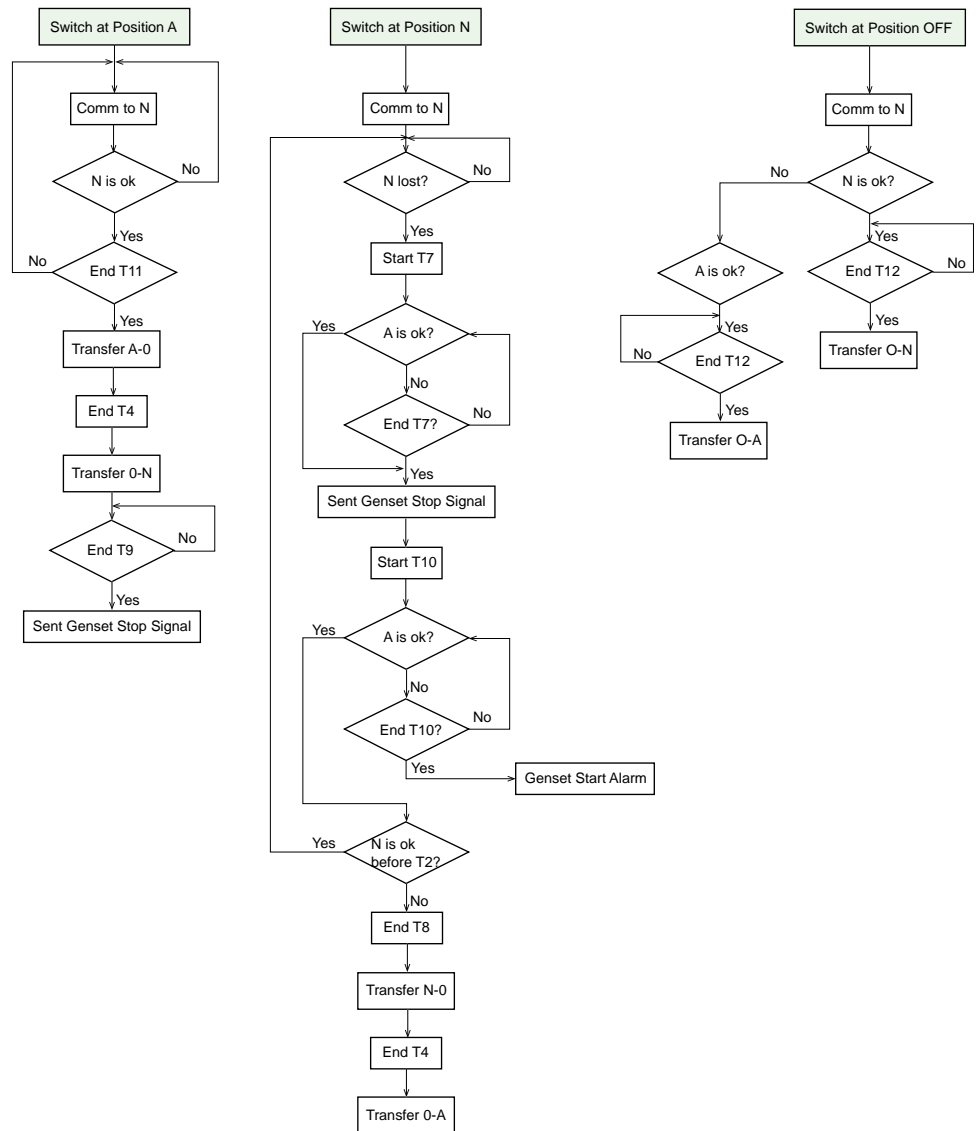 Switch at Position A
Comm to N
N is ok
No
Yes
No
End T11
Yes
Transfer A-0
End T4
Transfer 0-N
No
End T9
Yes
Sent Genset Stop Signal
Switch at Position N
Comm to N
No
N lost?
Yes
Start T7
Yes
A is ok?
No
No
End T7?
Yes
Sent Genset Stop Signal
Start T10
Yes
A is ok?
No
No
End T10?
Yes
Genset Start Alarm
Yes
N is ok
before T2?
No
End T8
Transfer N-0
End T4
Transfer 0-A
Switch at Position OFF
Comm to N
No
N is ok?
Yes
End T12
No
Yes
Transfer O-N
A is ok?
Yes
No
End T12
Yes
Transfer O-A